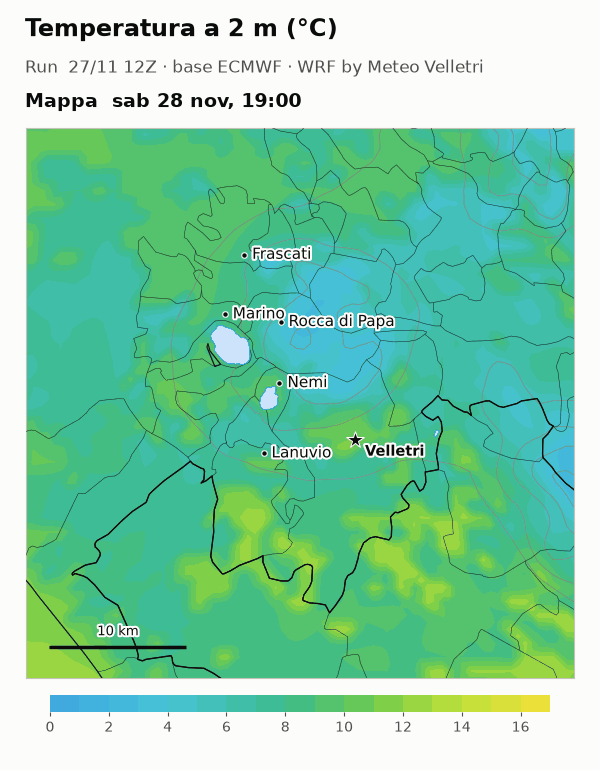 Temperatura a 2 m (°C)
Run  27/11 12Z · base ECMWF · WRF by Meteo Velletri
Mappa  sab 28 nov, 19:00
Frascati
Marino
Rocca di Papa
Nemi
Velletri
Lanuvio
10 km
0 2 4 6 8 10 12 14 16